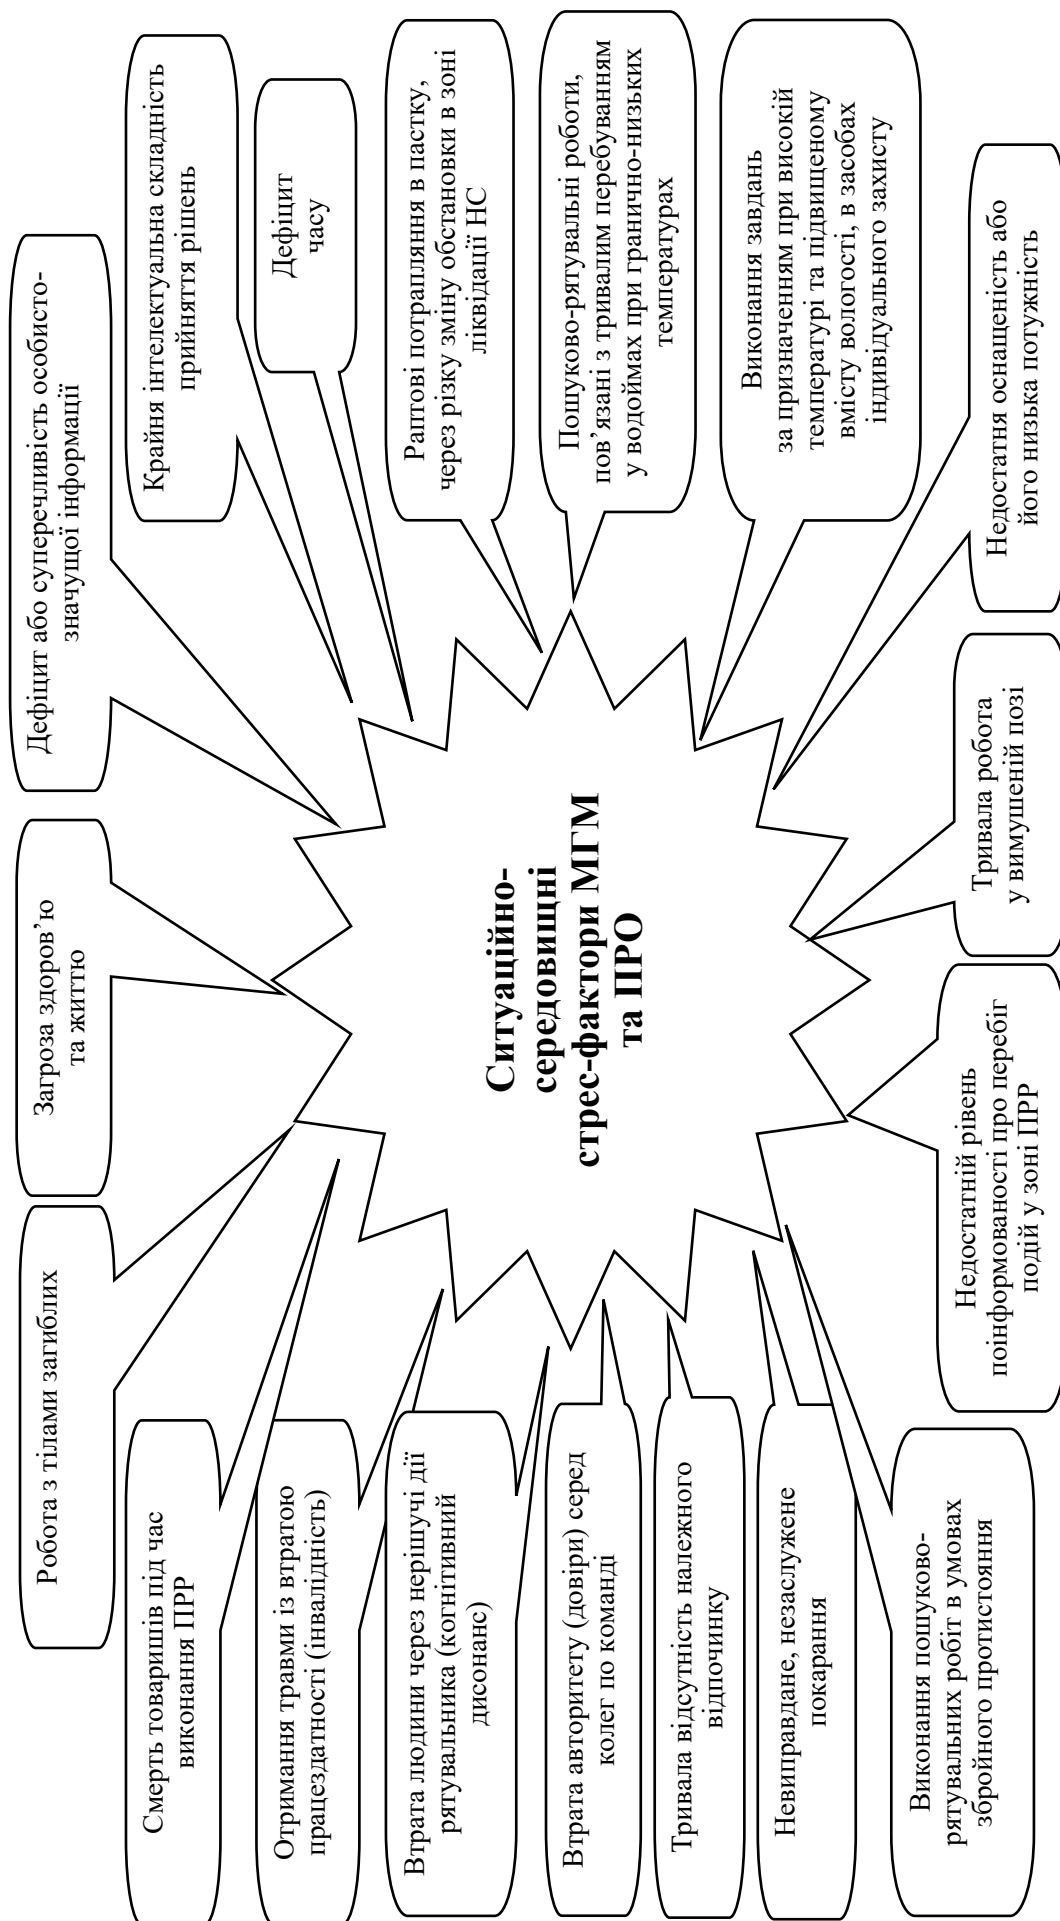 Робота з тілами загиблих
Загроза здоров’ю
та життю
Дефіцит або суперечливість особисто-
значущої інформації
Смерть товаришів під час
виконання ПРР
Крайня інтелектуальна складність
прийняття рішень
Отримання травми із втратою
працездатності (інвалідність)
Дефіцит
часу
Втрата людини через нерішучі дії
рятувальника (когнітивний
дисонанс)
Раптові потрапляння в пастку,
через різку зміну обстановки в зоні
ліквідації НС
Ситуаційно-
середовищні
стрес-фактори МГМ
та ПРО
Втрата авторитету (довіри) серед
колег по команді
Пошуково-рятувальні роботи,
пов’язані з тривалим перебуванням
у водоймах при гранично-низьких
температурах
Тривала відсутність належного
відпочинку
Виконання завдань
за призначенням при високій
температурі та підвищеному
вмісту вологості, в засобах
індивідуального захисту
Невиправдане, незаслужене
покарання
Виконання пошуково-
рятувальних робіт в умовах
збройного протистояння
Недостатній рівень
поінформованості про перебіг
подій у зоні ПРР
Тривала робота
у вимушеній позі
Недостатня оснащеність або
його низька потужність